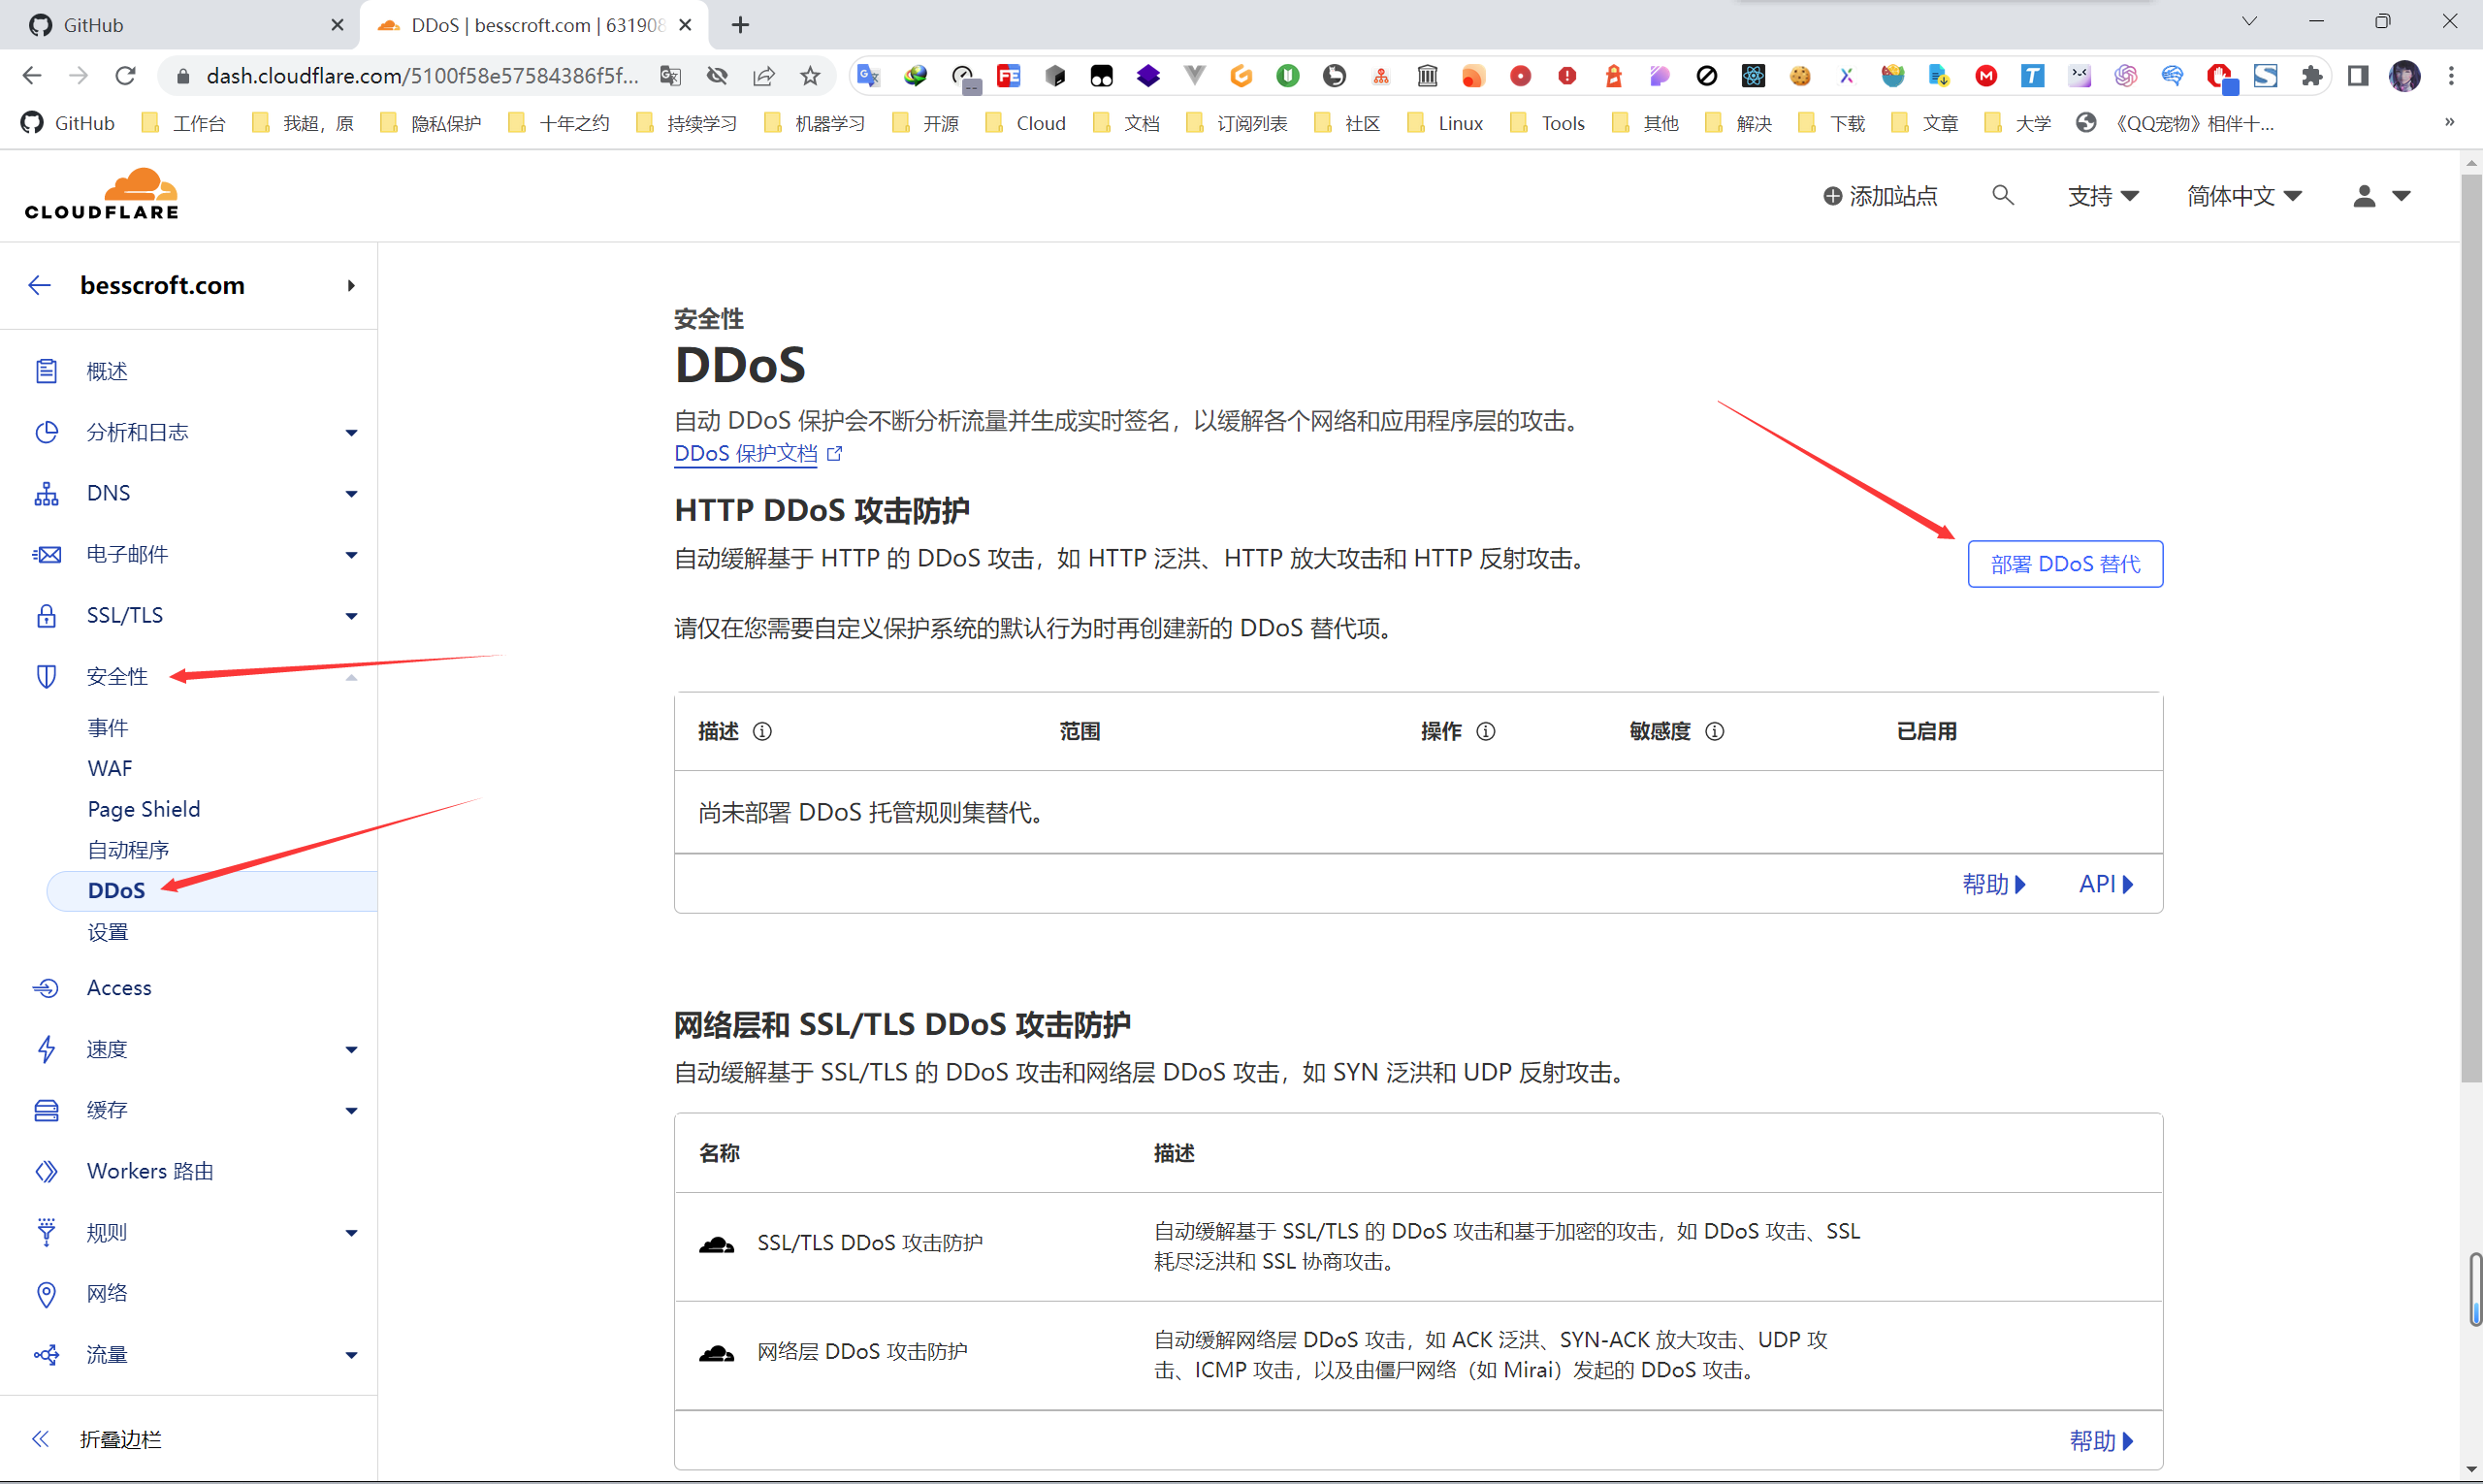 GitHub
DDoS | besscroft.com | 631908
dash.cloudflare.com/5100f58e57584386f5f...
GitHub
工作台
我超，原
隐私保护
十年之约
持续学习
机器学习
开源
Cloud
文档
订阅列表
社区
Linux
Tools
其他
解决
下载
文章
大学
《QQ宠物》相伴十...
»
CLOUDFLARE
添加站点
支持
简体中文
besscroft.com
概述
分析和日志
DNS
电子邮件
SSL/TLS
安全性
事件
WAF
Page Shield
自动程序
DDoS
设置
Access
速度
缓存
Workers 路由
规则
网络
流量
折叠边栏
安全性
DDoS
自动 DDoS 保护会不断分析流量并生成实时签名，以缓解各个网络和应用程序层的攻击。
DDoS 保护文档
HTTP DDoS 攻击防护
自动缓解基于 HTTP 的 DDoS 攻击，如 HTTP 泛洪、HTTP 放大攻击和 HTTP 反射攻击。
部署 DDoS 替代
请仅在您需要自定义保护系统的默认行为时再创建新的 DDoS 替代项。
描述 范围 操作 敏感度 已启用
尚未部署 DDoS 托管规则集替代。
帮助 API
网络层和 SSL/TLS DDoS 攻击防护
自动缓解基于 SSL/TLS 的 DDoS 攻击和网络层 DDoS 攻击，如 SYN 泛洪和 UDP 反射攻击。
名称 描述
SSL/TLS DDoS 攻击防护
自动缓解基于 SSL/TLS 的 DDoS 攻击和基于加密的攻击，如 DDoS 攻击、SSL
耗尽泛洪和 SSL 协商攻击。
网络层 DDoS 攻击防护
自动缓解网络层 DDoS 攻击，如 ACK 泛洪、SYN-ACK 放大攻击、UDP 攻
击、ICMP 攻击，以及由僵尸网络（如 Mirai）发起的 DDoS 攻击。
帮助